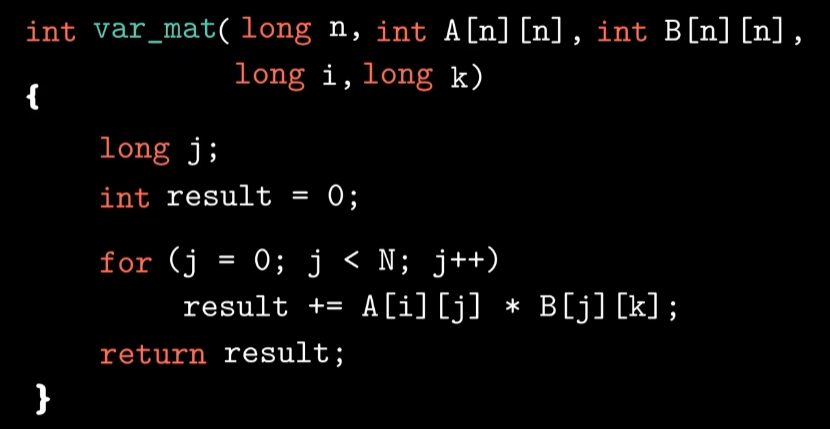 int var_mat( long n, int A[n][n], int B[n][n],
long i, long k)
{
long j;
int result = 0;
for (j = 0; j < N; j++)
result += A[i][j] * B[j][k];
return result;
}